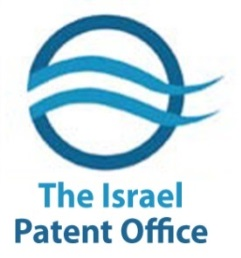 The Israel
Patent Office